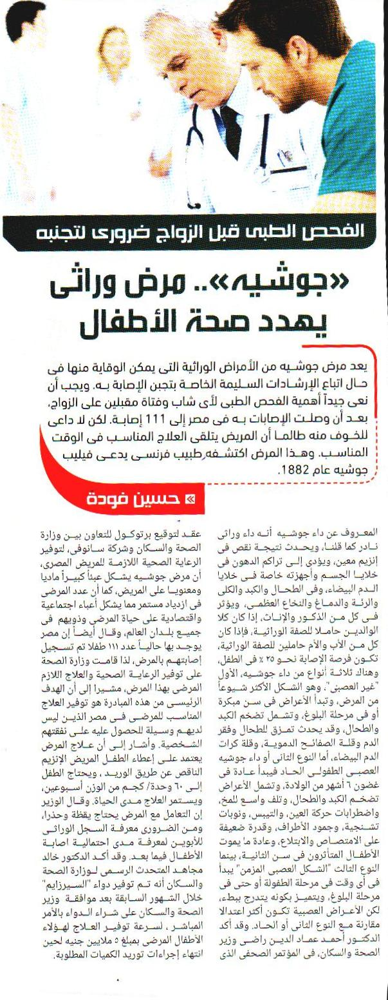 الفحص الطبى قبل الزواج ضرورى لتجنبه
«جوشيه».. مرض وراثى
يهدد صحة الأطفال
يعد مرض جوشيه من الأمراض الوراثية التى يمكن الوقاية منها فى
حال اتباع الإرشادات السليمة الخاصة بتجبن الإصابة به. ويجب أن
نعى جيداً أهمية الفحص الطبى لأى شاب وفتاة مقبلين على الزواج،
بعد أن وصلت الإصابات به فى مصر إلى 111 إصابة. لكن لا داعى
للخوف منه طالما أن المريض يتلقى العلاج المناسب فى الوقت
المناسب. وهذا المرض اكتشفه طبيب فرنسى يدعى فيليب
جوشيه عام 1882.
» حسين فودة
المعروف عن داء جوشيه أنه داء وراثى
نادر كما قلنا، ويحدث نتيجة نقص فى
إنزيم معين، ويؤدى إلى تراكم الدهون فى
خلايا الجسم وأجهزته خاصة فى خلايا
الدم البيضاء، وفى الطحال والكبد والكلى
والرئة والدماغ والنخاع العظمى، ويؤثر
فى كل من الذكور والإناث، إذا كان كلا
الوالدين حاملا للصفة الوراثية، فإذا كان
كل من الأب والأم حاملين للصفة الوراثية،
تكون فرصة الإصابة نحو ٢٥ ٪ فى الطفل،
وهناك ثلاثة أنواع من داء جوشيه، الأول
"غير العصبى". وهو الشكل الأكثر شيوعاً
من المرض، وتبدأ الأعراض فى سن مبكرة
أو فى مرحلة البلوغ، وتشمل تضخم الكبد
والطحال، وقد يحدث تمزق للطحال وفقر
الدم وقلة الصفائح الدموية، وقلة كرات
الدم البيضاء، أما النوع الثانى أو داء جوشيه
العصبى الطفولى الحاد فيبدأ عادة فى
غضون ٦ أشهر من الولادة، وتشمل الأعراض
تضخم الكبد والطحال، وتلف واسع للمخ،
واضطرابات حركة العين، والتيبس، ونوبات
تشنجية، وجمود الأطراف، وقدرة ضعيفة
على الامتصاص والابتلاع، وعادة ما يموت
الأطفال المتأثرون فى سن الثانية، بينما
النوع الثالث "الشكل العصبى المزمن" يبدأ
فى أى وقت فى مرحلة الطفولة أو حتى فى
مرحلة البلوغ، ويتميز بكونه يتدرج ببطء،
لكن الأعراض العصبية تكون أكثر اعتدالا
مقارنة مع النوع الثانى أو الحاد. وقد أكد
الدكتور أحمد عماد الدين راضى وزير
الصحة والسكان، فى المؤتمر الصحفى الذى
عقد لتوقيع برتوكول للتعاون بين وزارة
الصحة والسكان وشركة سانوفى، لتوفير
الرعاية الصحية اللازمة للمريض المصرى،
أن مرض جوشيه يشكل عبئاً كبيراً ماديا
ومعنويا على المريض، كما أن عدد المرضى
فى ازدياد مستمر مما يشكل أعباء اجتماعية
واقتصادية على حياة المرضى وذويهم فى
جميع بلدان العالم، وقال أيضاً إن مصر
يوجد بها حالياً عدد ١١١ طفلا تم تسجيل
إصابتهم بالمرض، لذا قامت وزارة الصحة
على توفير الرعاية الصحية والعلاج اللازم
المرضى بهذا المرض، مشيرا إلى أن الهدف
الرئيسى من هذه المبادرة هو توفير العلاج
المناسب للمرضى فى مصر الذين ليس
لديهم وسيلة للحصول عليه على نفقتهم
الشخصية. وأشار إلى أن علاج المرض
يعتمد على إعطاء الطفل المريض الإنزيم
الناقص عن طريق الوريد، ويحتاج الطفل
إلى ٦٠ وحدة/ كجم من الوزن أسبوعين،
ويستمر العلاج مدى الحياة. وقال الوزير
إن التعامل مع المرض يحتاج يقظة وحذرا،
ومن الضرورى معرفة السجل الوراثى
للأبوين لمعرفة مدى احتمالية اصابة
الأطفال فيما بعد. وقد أكد الدكتور خالد
مجاهد المتحدث الرسمى لوزارة الصحة
والسكان أنه تم توفير دواء "السيرزايم"
خلال الشهور السابقة بعد موافقة وزير
الصحة والسكان على شراء الدواء بالأمر
المباشر ، لسرعة توفير العلاج لهؤلاء
الأطفال المرضى بمبلغ ٥ ملايين جنيه لحين
انتهاء إجراءات توريد الكميات المطلوبة.